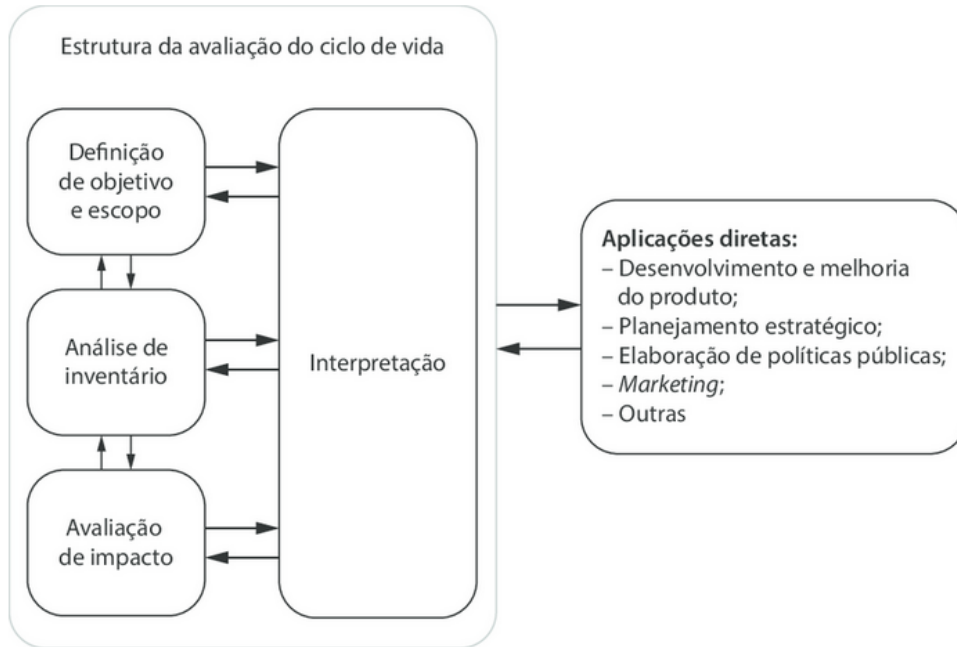 Estrutura da avaliação do ciclo de vida
Definição
de objetivo
e escopo
Análise de
inventário
Avaliação
de impacto
Interpretação
Aplicações diretas:
– Desenvolvimento e melhoria
do produto;
– Planejamento estratégico;
– Elaboração de políticas públicas;
– Marketing;
– Outras